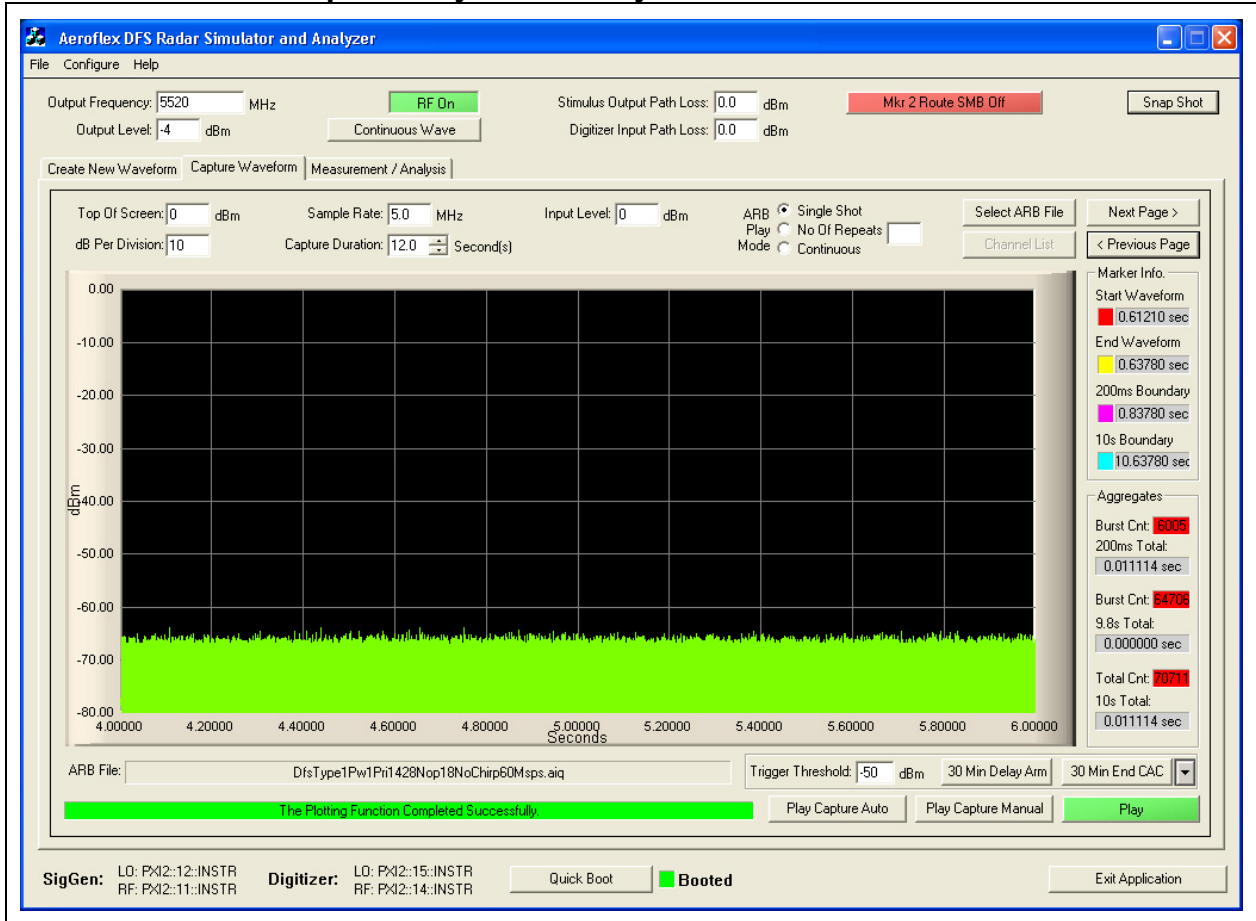 Aeroflex DFS Radar Simulator and Analyzer
File Configure Help
Output Frequency: 5520 MHz
RF On
Stimulus Output Path Loss: 0.0 dBm
Mkr 2 Route SMB Off
Snap Shot
Output Level: -4 dBm
Continuous Wave
Digitizer Input Path Loss: 0.0 dBm
Create New Waveform Capture Waveform Measurement / Analysis
Top Of Screen: 0 dBm
Sample Rate: 5.0 MHz
Input Level: 0 dBm
ARB Play Mode
Single Shot
No Of Repeats
Continuous
Select ARB File
Next Page >
dB Per Division: 10
Capture Duration: 12.0 Second(s)
Channel List
< Previous Page
0.00
-10.00
-20.00
-30.00
-40.00
-50.00
-60.00
-70.00
-80.00
dBm
4.00000 4.20000 4.40000 4.60000 4.80000 5.00000 5.20000 5.40000 5.60000 5.80000 6.00000
Seconds
Marker Info.
Start Waveform
0.61210 sec
End Waveform
0.63780 sec
200ms Boundary
0.83780 sec
10s Boundary
10.63780 sec
Aggregates
Burst Cnt: 6005
200ms Total:
0.011114 sec
Burst Cnt: 64706
9.8s Total:
0.000000 sec
Total Cnt: 70711
10s Total:
0.011114 sec
ARB File: DfsType1Pw1Pri1428Nop18NoChirp60Msps.aiq
Trigger Threshold: -50 dBm
30 Min Delay Arm
30 Min End CAC
The Plotting Function Completed Successfully.
Play Capture Auto
Play Capture Manual
Play
SigGen: LO: PXI2::12::INSTR
RF: PXI2::11::INSTR
Digitizer: LO: PXI2::15::INSTR
RF: PXI2::14::INSTR
Quick Boot
Booted
Exit Application